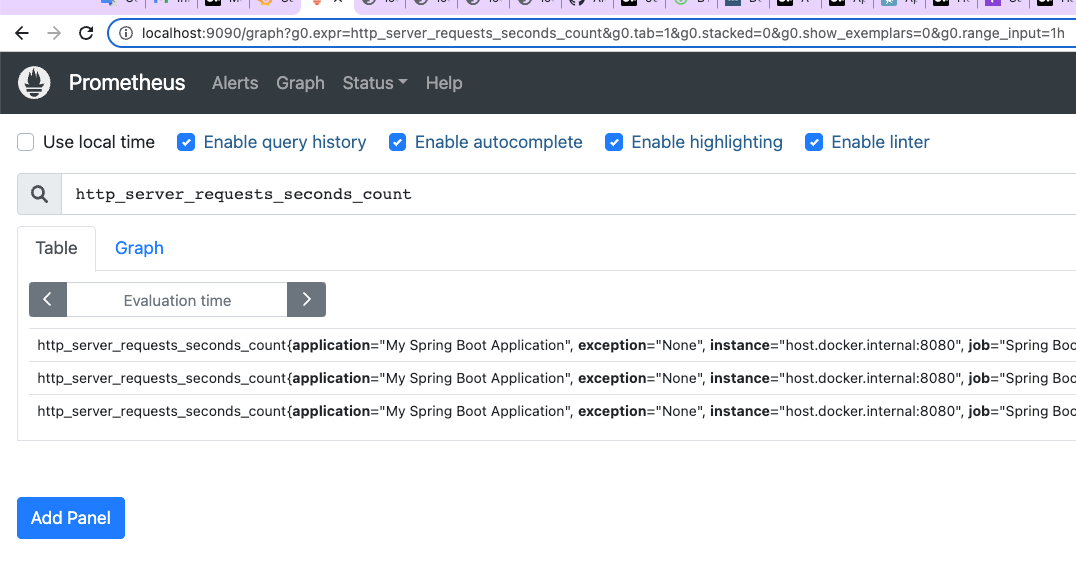 localhost:9090/graph?g0.expr=http_server_requests_seconds_count&g0.tab=1&g0.stacked=0&g0.show_exemplars=0&g0.range_input=1h
Prometheus Alerts Graph Status Help
Use local time Enable query history Enable autocomplete Enable highlighting Enable linter
http_server_requests_seconds_count
Table Graph
Evaluation time
http_server_requests_seconds_count{application="My Spring Boot Application", exception="None", instance="host.docker.internal:8080", job="Spring Boo
http_server_requests_seconds_count{application="My Spring Boot Application", exception="None", instance="host.docker.internal:8080", job="Spring Boo
http_server_requests_seconds_count{application="My Spring Boot Application", exception="None", instance="host.docker.internal:8080", job="Spring Boo
Add Panel